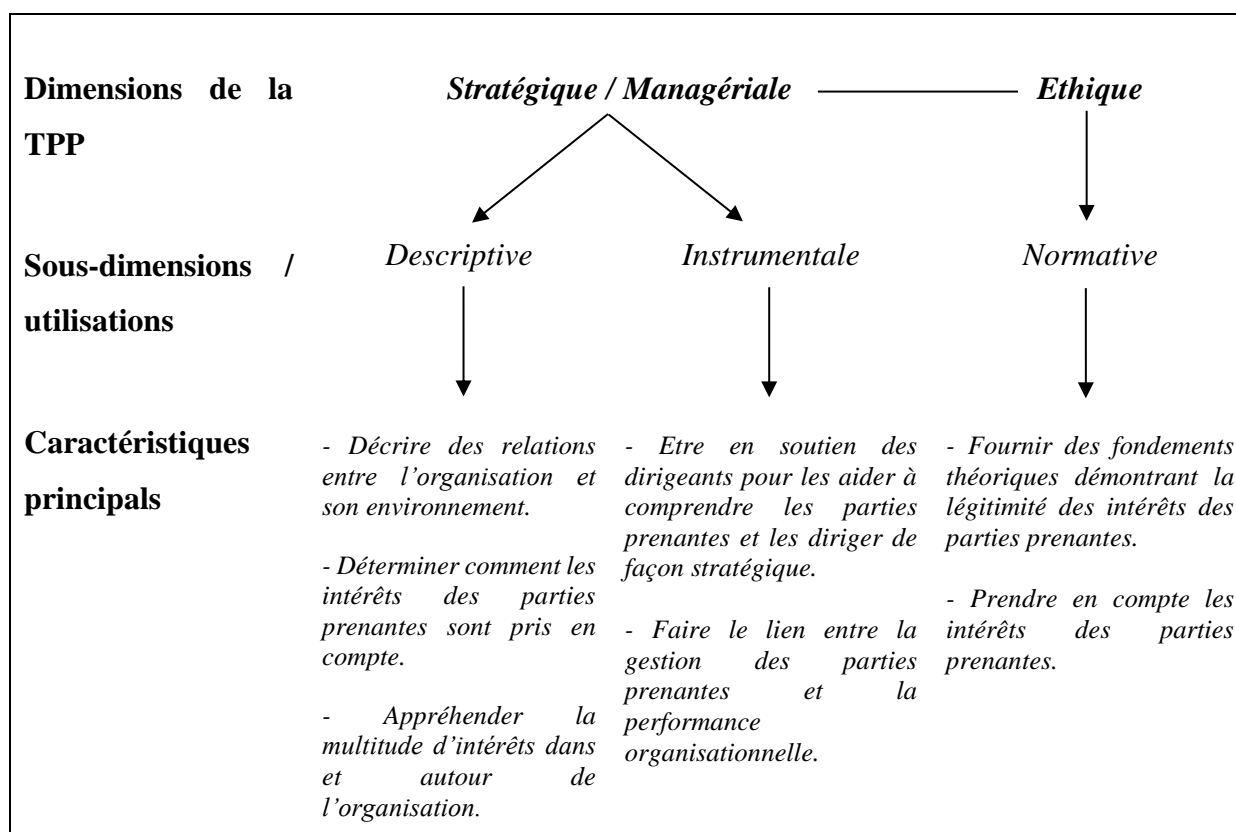 Dimensions de la
TPP
Stratégique / Managériale
Ethique
Sous-dimensions /
utilisations
Descriptive
Instrumentale
Normative
Caractéristiques
principals
- Décrire des relations
entre l’organisation et
son environnement.
- Déterminer comment les
intérêts des parties
prenantes sont pris en
compte.
- Appréhender la
multitude d’intérêts dans
et autour de
l’organisation.
- Etre en soutien des
dirigeants pour les aider à
comprendre les parties
prenantes et les diriger de
façon stratégique.
- Faire le lien entre la
gestion des parties
prenantes et la
performance
organisationnelle.
- Fournir des fondements
théoriques démontrant la
légitimité des intérêts des
parties prenantes.
- Prendre en compte les
intérêts des parties
prenantes.